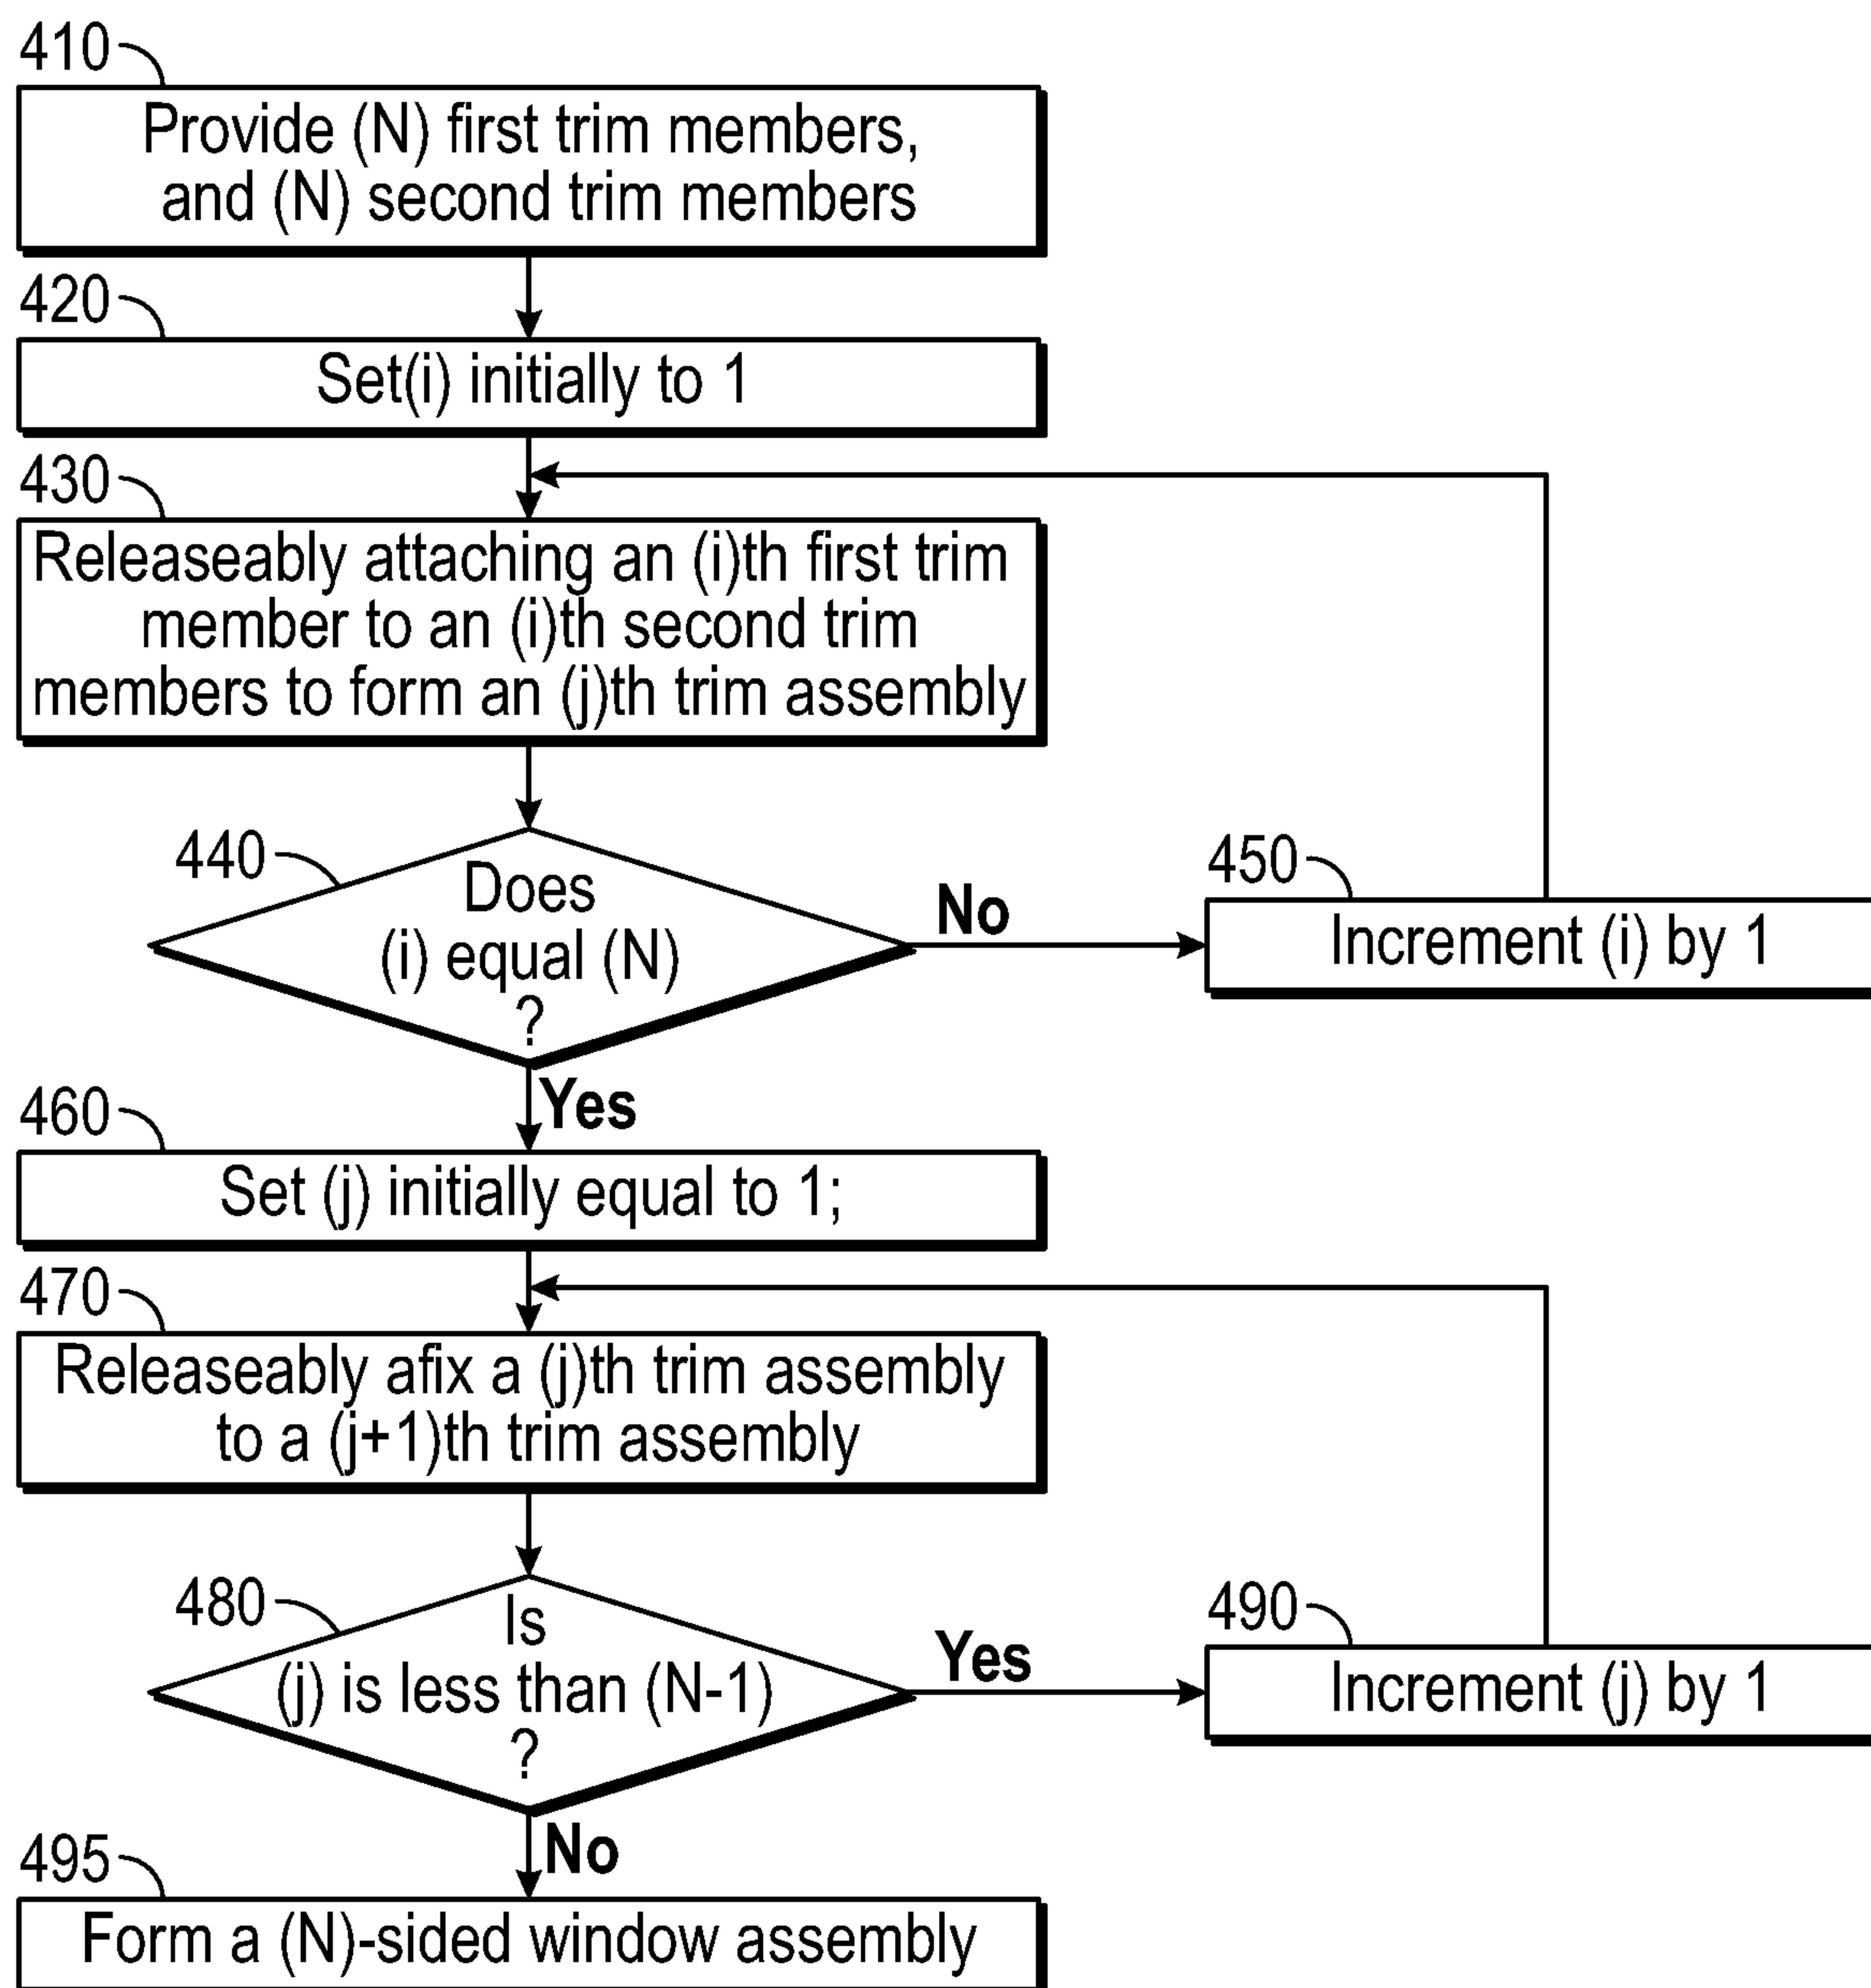 410
Provide (N) first trim members,
and (N) second trim members
420
Set(i) initially to 1
430
Releaseably attaching an (i)th first trim
member to an (i)th second trim
members to form an (j)th trim assembly
440
Does
(i) equal (N)
?
No
450
Increment (i) by 1
Yes
460
Set (j) initially equal to 1;
470
Releaseably afix a (j)th trim assembly
to a (j+1)th trim assembly
480
Is
(j) is less than (N-1)
?
Yes
490
Increment (j) by 1
No
495
Form a (N)-sided window assembly